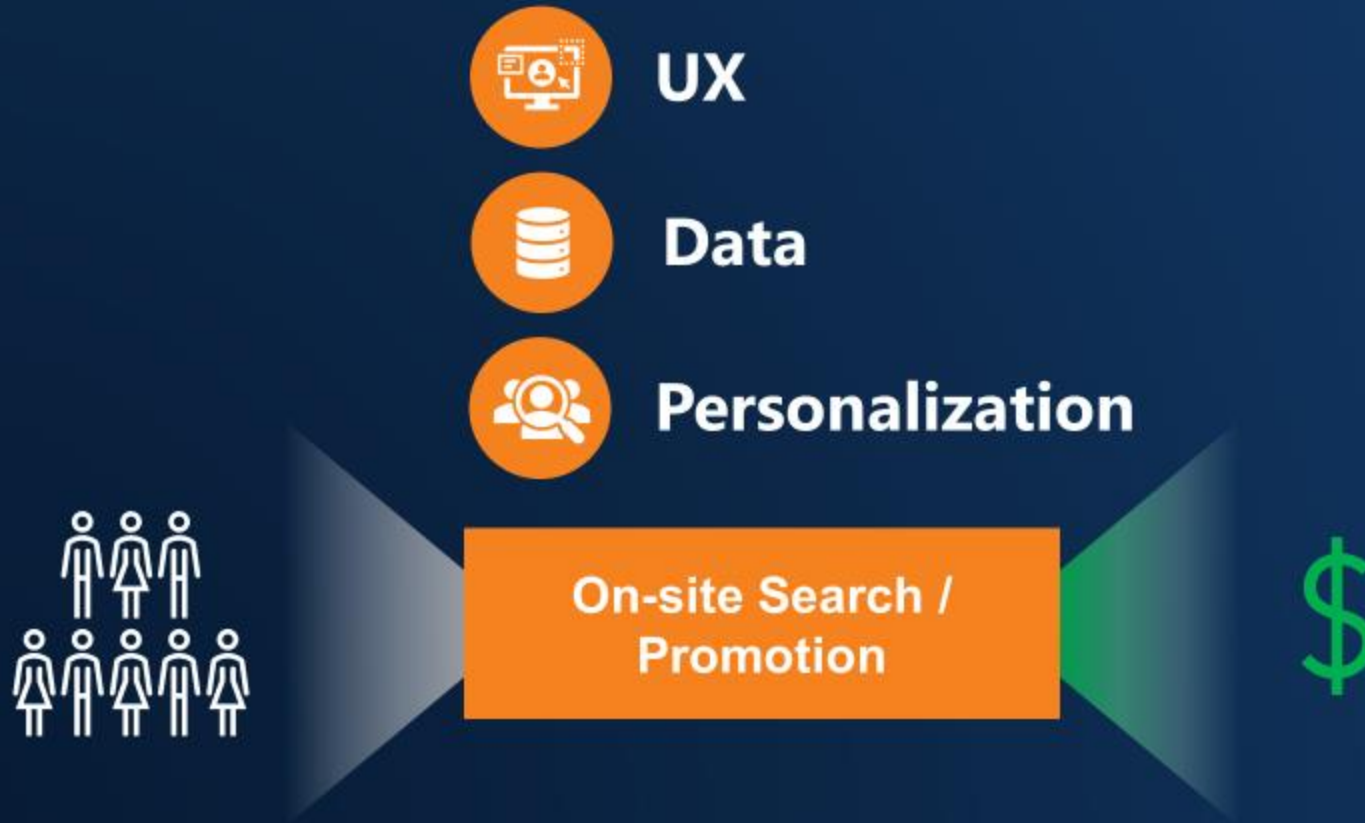 UX
Data
Personalization
On-site Search /
Promotion
$